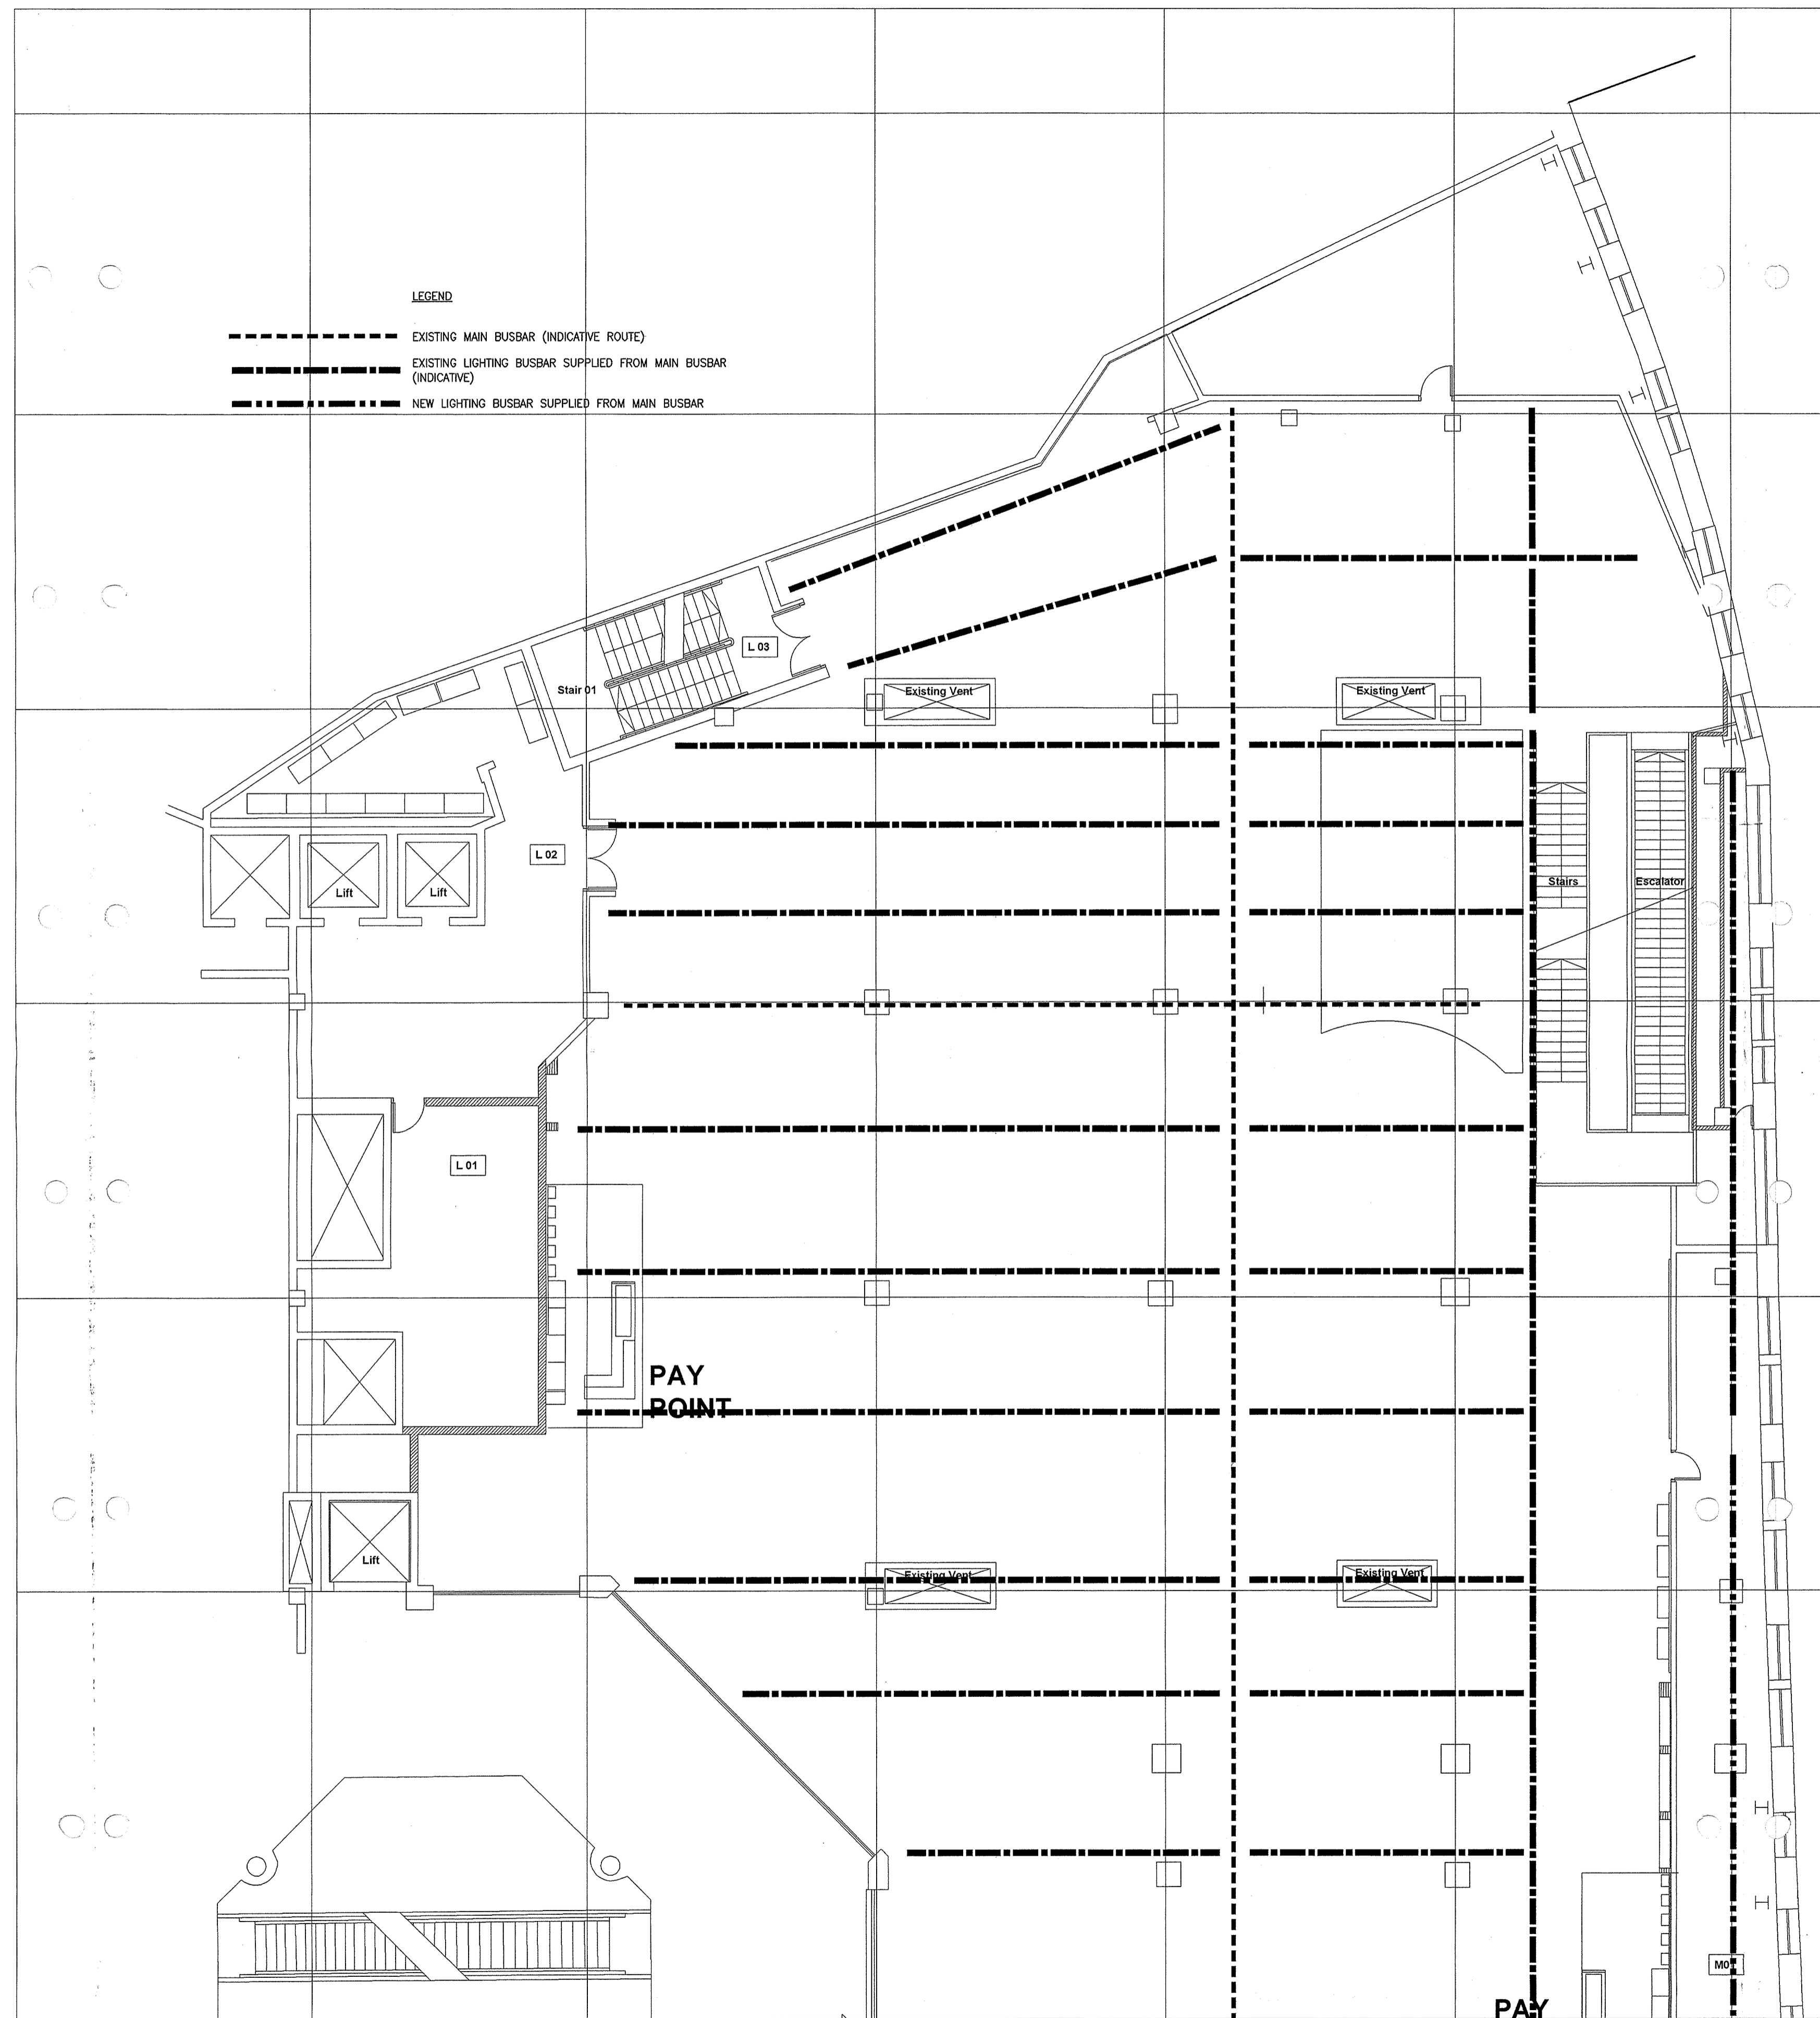 LEGEND
EXISTING MAIN BUSBAR (INDICATIVE ROUTE)
EXISTING LIGHTING BUSBAR SUPPLIED FROM MAIN BUSBAR
(INDICATIVE)
NEW LIGHTING BUSBAR SUPPLIED FROM MAIN BUSBAR
L 03
Stair 01
Existing Vent
Existing Vent
L 02
Lift
Lift
Stairs
Escalator
L 01
PAY
POINT
Lift
Existing Vent
Existing Vent
PAY